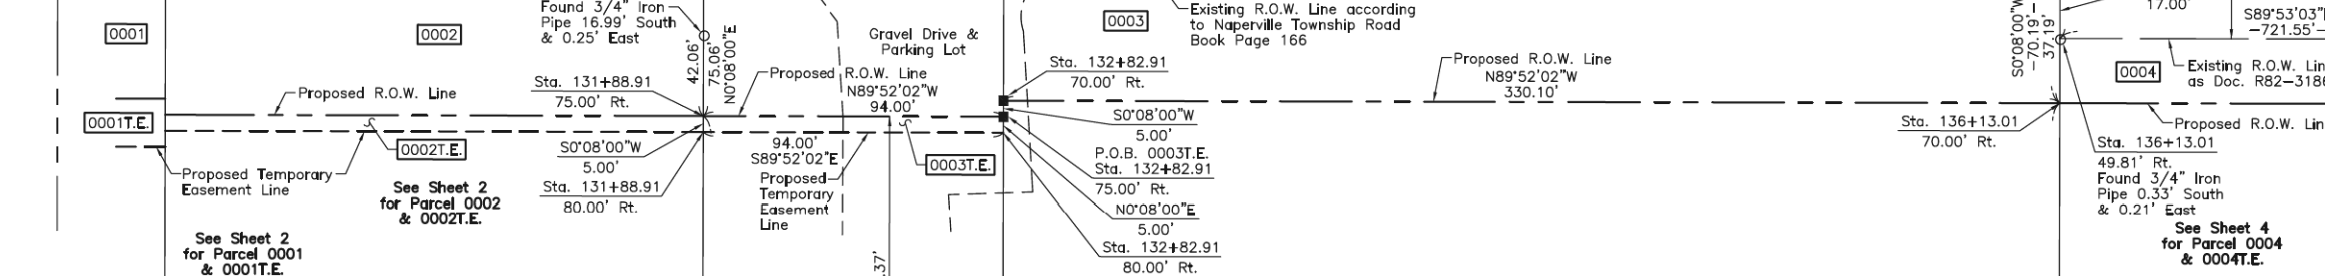 0001
0002
Found 3/4" Iron
Pipe 16.99' South
& 0.25' East
42.06'
75.06'
N0°08'00"E
Gravel Drive &
Parking Lot
0003
Existing R.O.W. Line according
to Naperville Township Road
Book Page 166
S0°08'00"W
-70.19'-
37.19'
17.00'
S89°53'03"
-721.55'-
0004
Existing R.O.W. Lin
as Doc. R82-3186
Proposed R.O.W. Line
Sta. 131+88.91
75.00' Rt.
Proposed R.O.W. Line
N89°52'02"W
94.00'
Sta. 132+82.91
70.00' Rt.
Proposed R.O.W. Line
N89°52'02"W
330.10'
0001T.E.
0002T.E.
S0°08'00"W
5.00'
Sta. 131+88.91
80.00' Rt.
94.00'
S89°52'02"E
Proposed
Temporary
Easement
Line
0003T.E.
S0°08'00"W
5.00'
P.O.B. 0003T.E.
Sta. 132+82.91
75.00' Rt.
N0°08'00"E
5.00'
Sta. 132+82.91
80.00' Rt.
Sta. 136+13.01
70.00' Rt.
Proposed R.O.W. Lin
Sta. 136+13.01
49.81' Rt.
Found 3/4" Iron
Pipe 0.33' South
& 0.21' East
Proposed Temporary
Easement Line
See Sheet 2
for Parcel 0002
& 0002T.E.
See Sheet 2
for Parcel 0001
& 0001T.E.
.37'
See Sheet 4
for Parcel 0004
& 0004T.E.